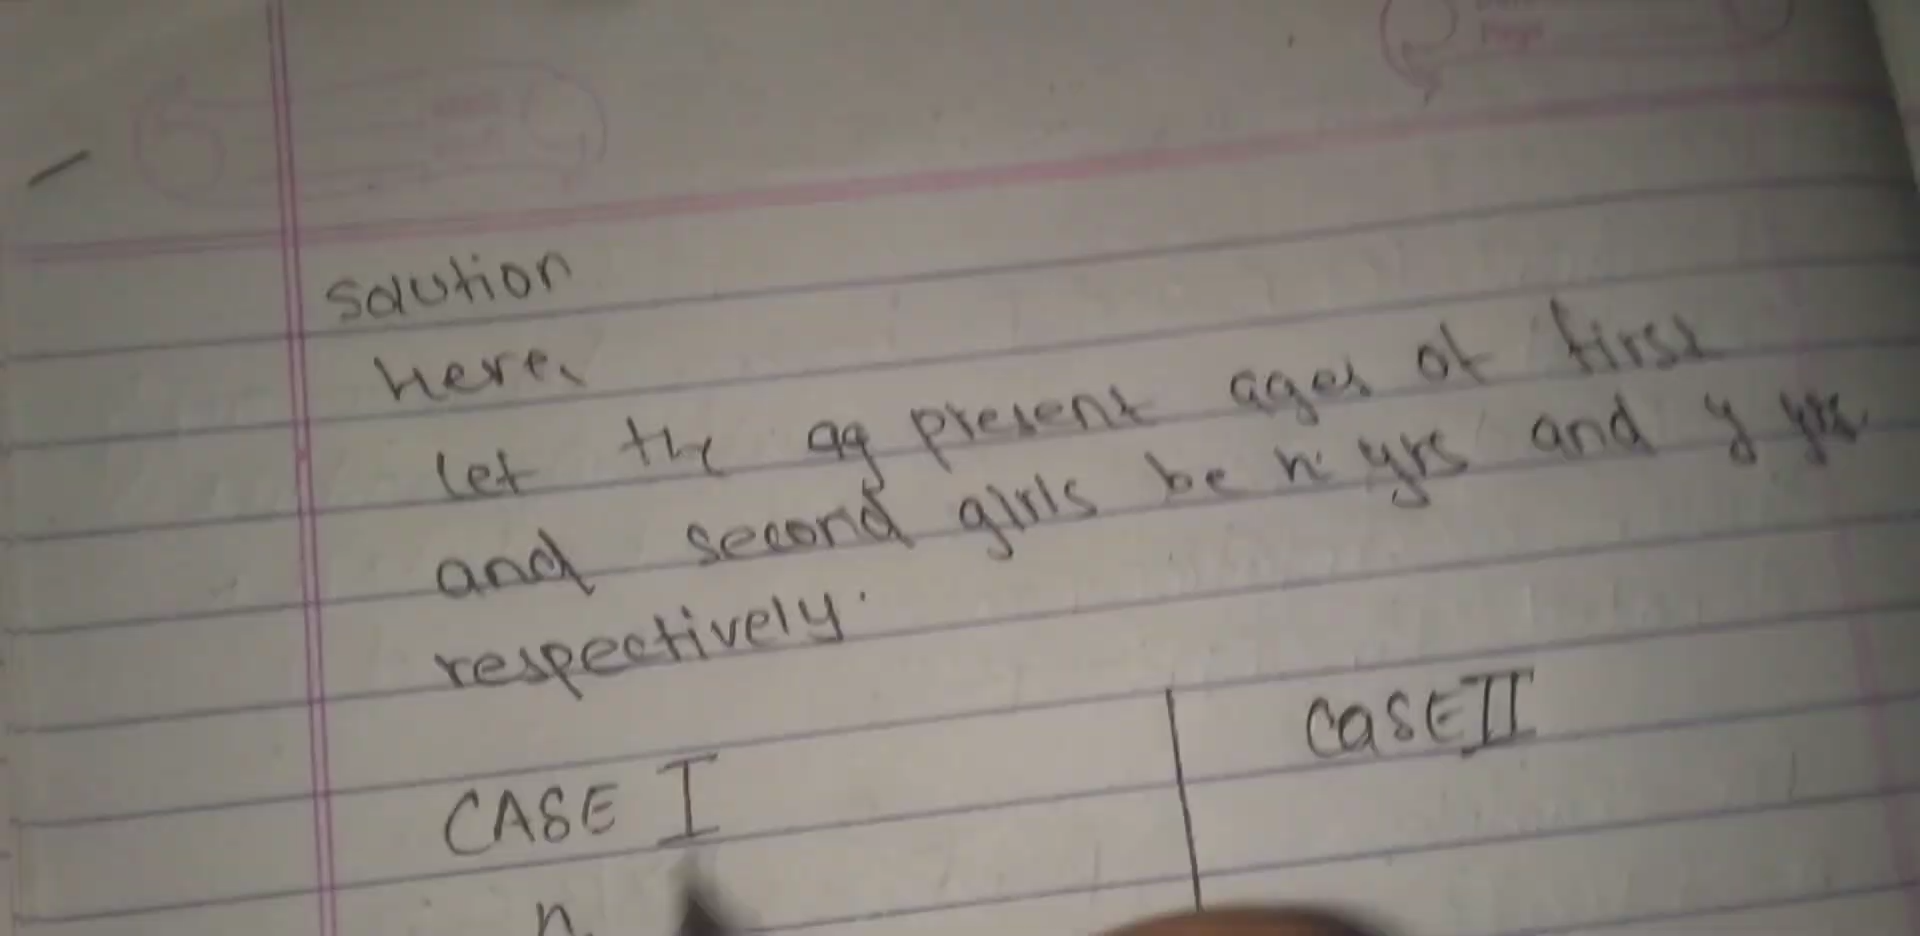 Solution
Here,
let the ag present ages of first
and second girls be n yrs and y yrs
respectively.
CASE I CASE II
n